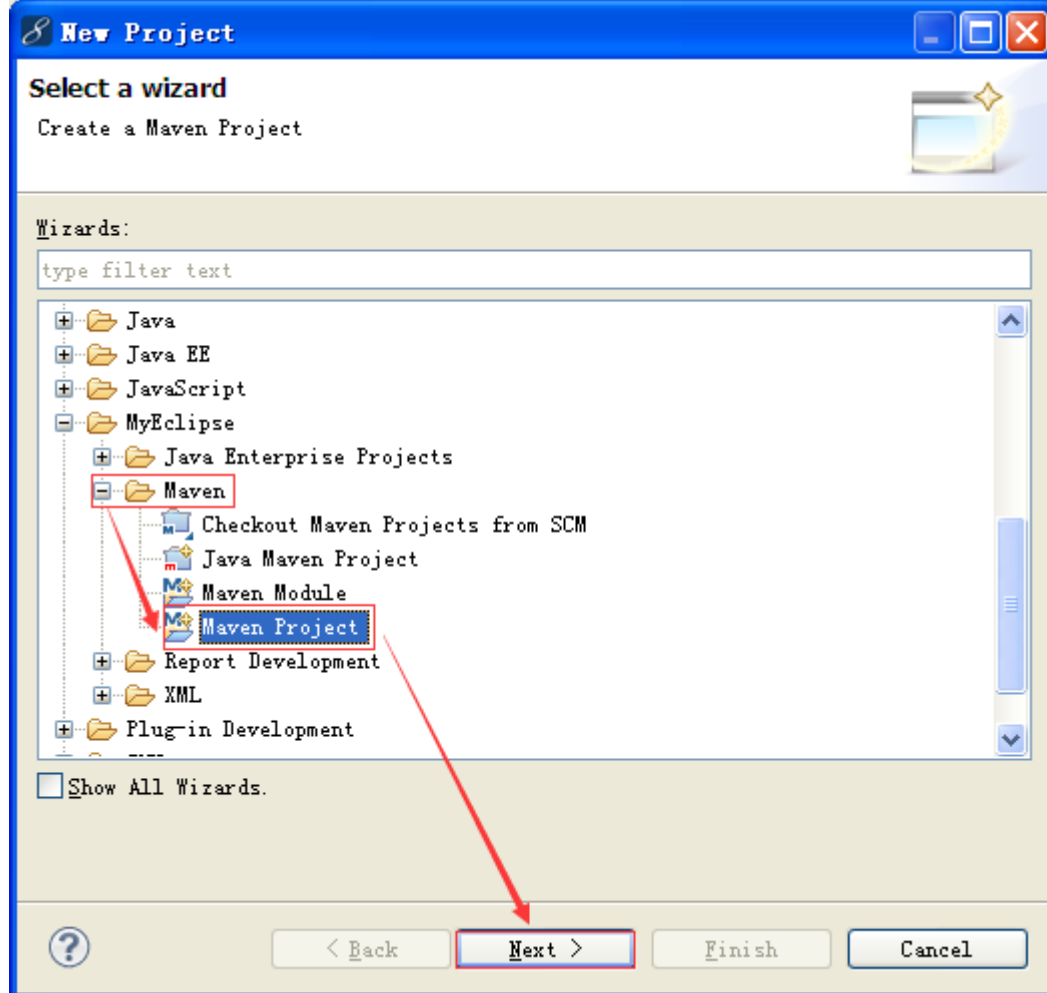 New Project
Select a wizard
Create a Maven Project
Wizards:
type filter text
Java
Java EE
JavaScript
MyEclipse
Java Enterprise Projects
Maven
Checkout Maven Projects from SCM
Java Maven Project
Maven Module
Maven Project
Report Development
XML
Plug-in Development
Show All Wizards.
< Back Next > Finish Cancel